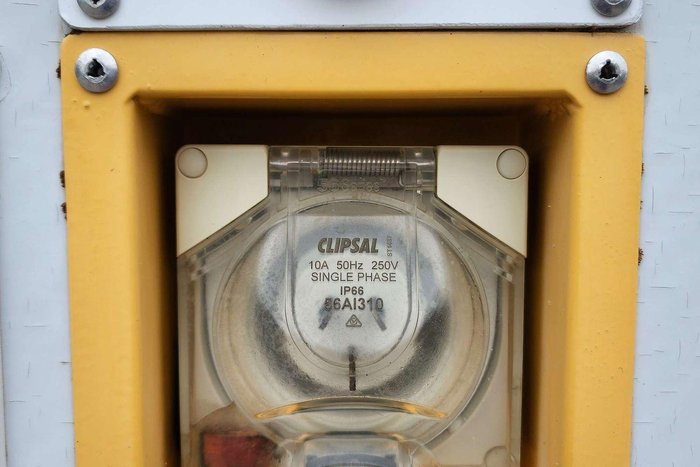 CLIPSAL
10A 50Hz 250V
SINGLE PHASE
IP66
56AI310